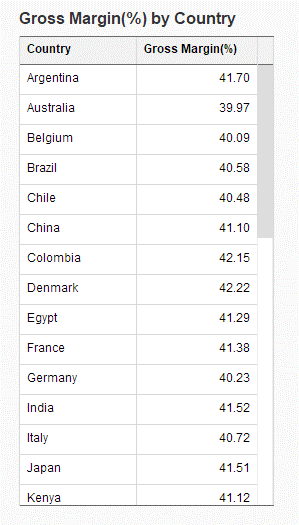 Gross Margin(%) by Country
Country Gross Margin(%)
Argentina 41.70
Australia 39.97
Belgium 40.09
Brazil 40.58
Chile 40.48
China 41.10
Colombia 42.15
Denmark 42.22
Egypt 41.29
France 41.38
Germany 40.23
India 41.52
Italy 40.72
Japan 41.51
Kenya 41.12